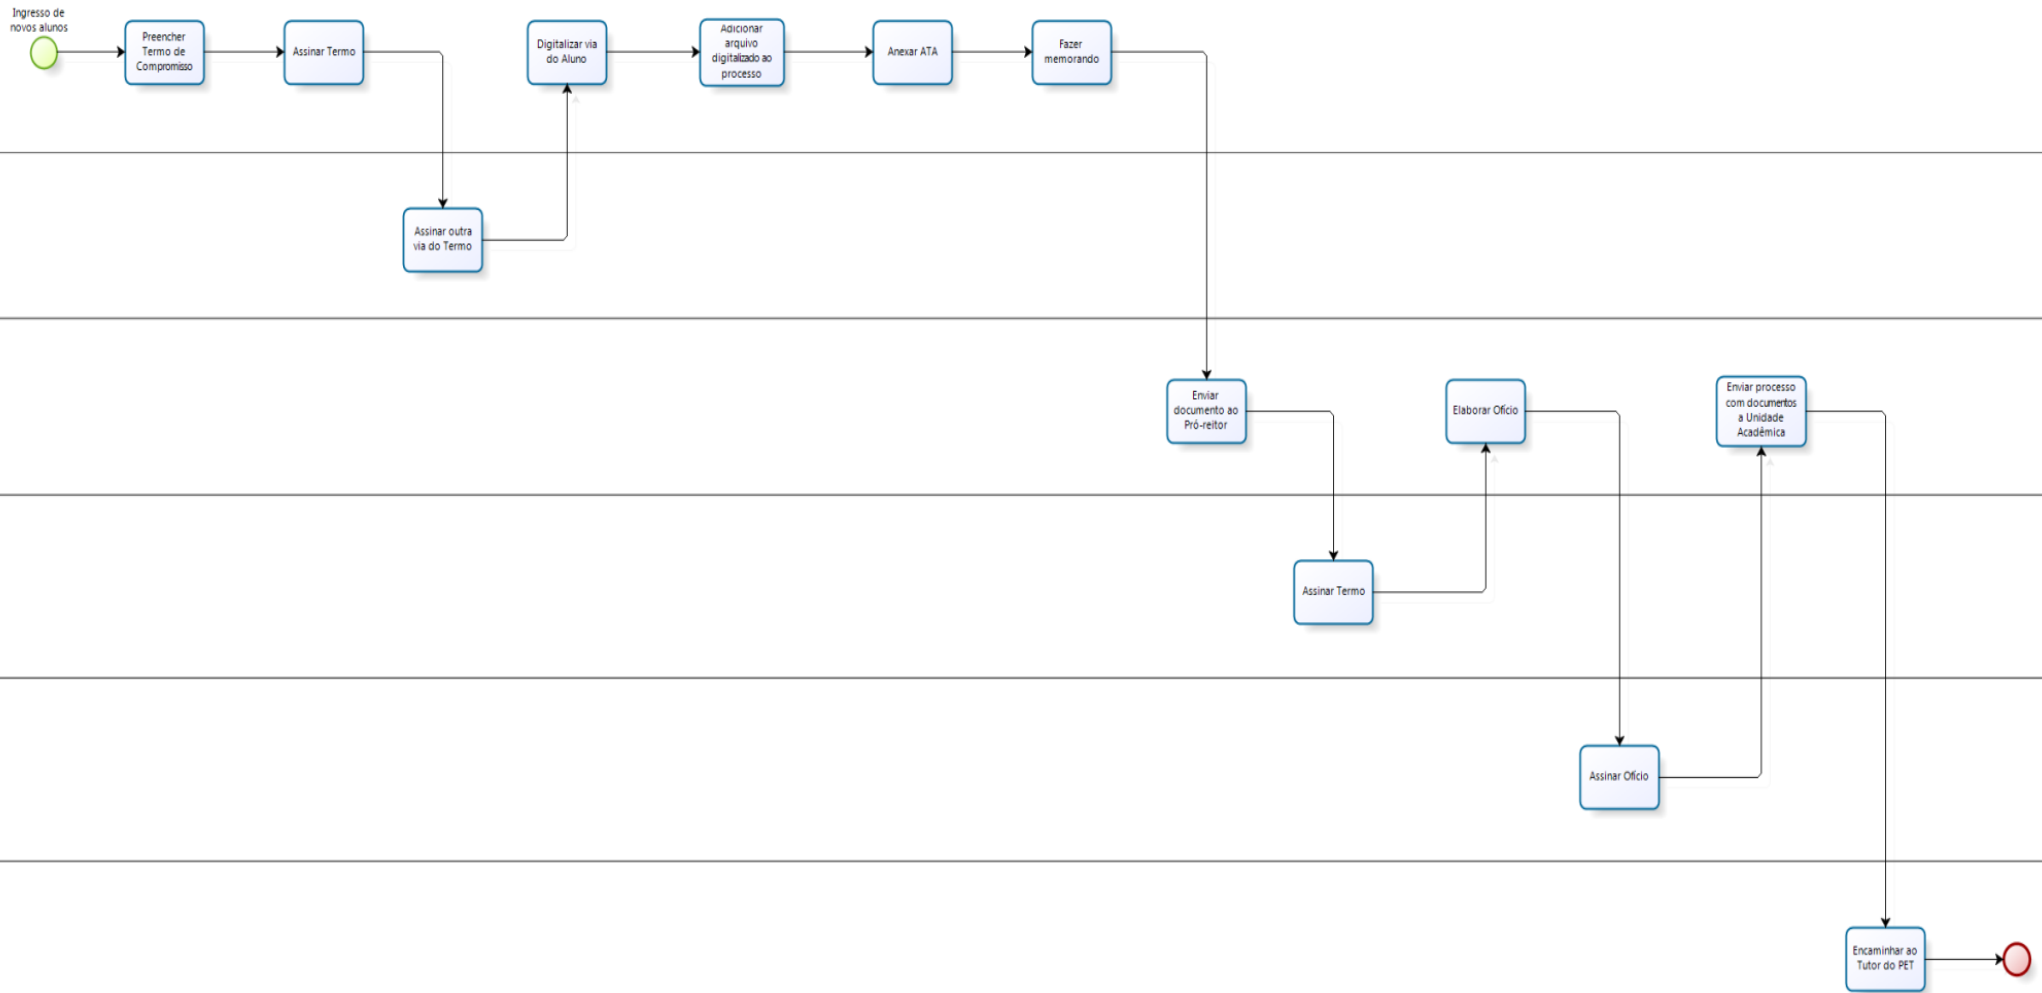 Ingresso de
novos alunos
Preencher
Termo de
Compromisso
Assinar Termo
Digitalizar via
do Aluno
Adicionar
arquivo
digitalizado ao
processo
Anexar ATA
Fazer
memorando
Assinar outra
via do Termo
Enviar
documento ao
Pró-reitor
Elaborar Ofício
Enviar processo
com documentos
a Unidade
Acadêmica
Assinar Termo
Assinar Ofício
Encaminhar ao
Tutor do PET